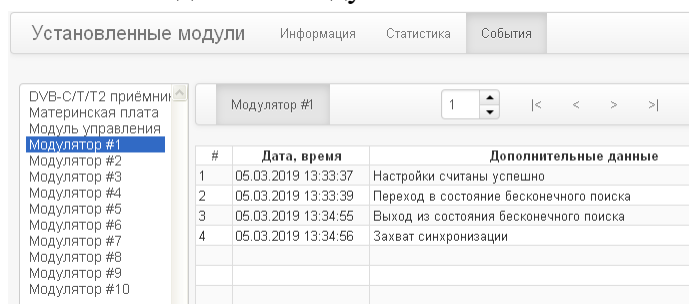 Установленные модули Информация Статистика События
DVB-C/T/T2 приёмник
Материнская плата
Модуль управления
Модулятор #1
Модулятор #2
Модулятор #3
Модулятор #4
Модулятор #5
Модулятор #6
Модулятор #7
Модулятор #8
Модулятор #9
Модулятор #10
Модулятор #1 1 |< < > >|
# Дата, время Дополнительные данные
1 05.03.2019 13:33:37 Настройки считаны успешно
2 05.03.2019 13:33:39 Переход в состояние бесконечного поиска
3 05.03.2019 13:34:55 Выход из состояния бесконечного поиска
4 05.03.2019 13:34:56 Захват синхронизации